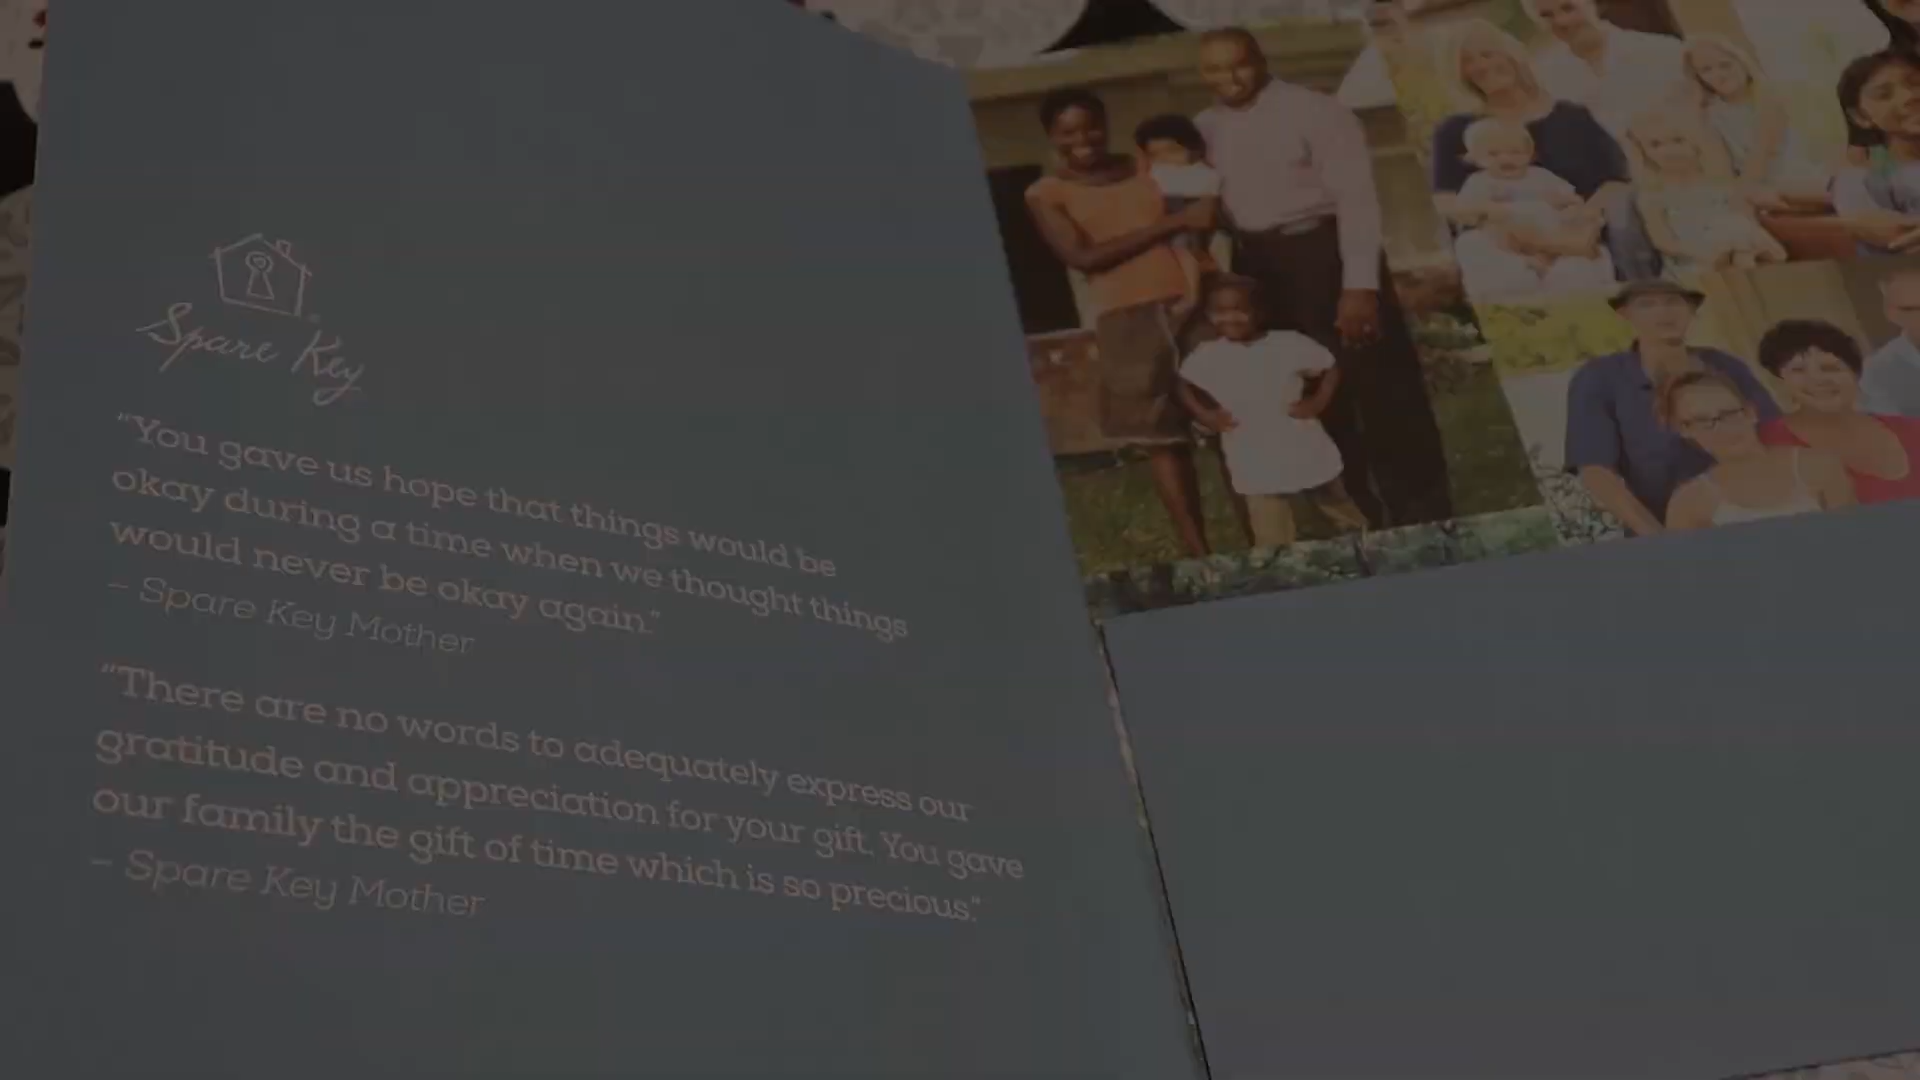 Spare Key
“You gave us hope that things would be
okay during a time when we thought things
would never be okay again.”
– Spare Key Mother
“There are no words to adequately express our
gratitude and appreciation for your gift. You gave
our family the gift of time which is so precious.”
– Spare Key Mother